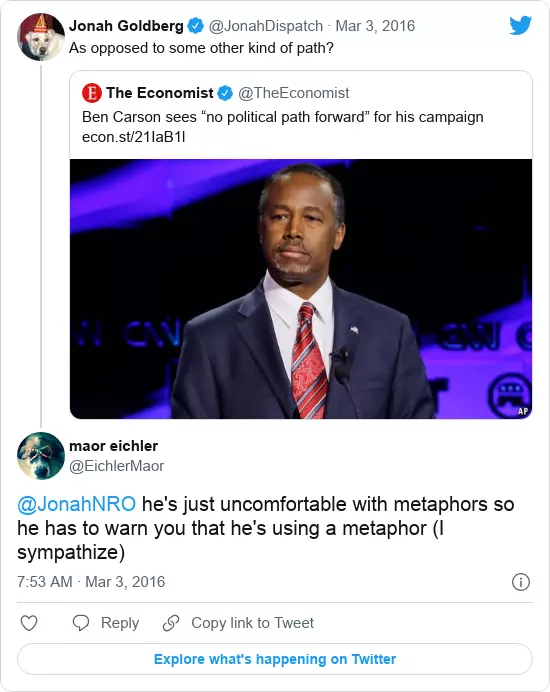 Jonah Goldberg @JonahDispatch · Mar 3, 2016
As opposed to some other kind of path?
E The Economist @TheEconomist
Ben Carson sees “no political path forward” for his campaign
econ.st/21IaB1I
CNN
CNN
AP
maor eichler
@EichlerMaor
@JonahNRO he's just uncomfortable with metaphors so
he has to warn you that he's using a metaphor (I
sympathize)
7:53 AM · Mar 3, 2016
Reply Copy link to Tweet
Explore what's happening on Twitter